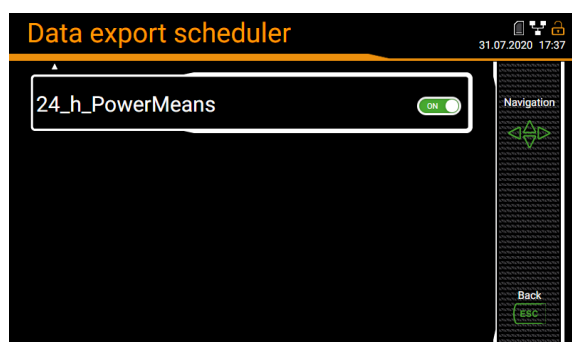 Data export scheduler
31.07.2020 17:37
24_h_PowerMeans
ON
Navigation
Back
ESC